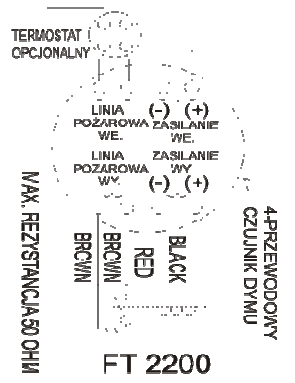 TERMOSTAT
OPCJONALNY
LINIA (-) (+)
POŻAROWA ZASILANIE
WE. WE.
LINIA ZASILANIE
POŻAROWA WY
WY. (-) (+)
MAX. REZYSTANCJA 50 OHM
BROWN
BROWN
RED
BLACK
4-PRZEWODOWY
CZUJNIK DYMU
FT 2200